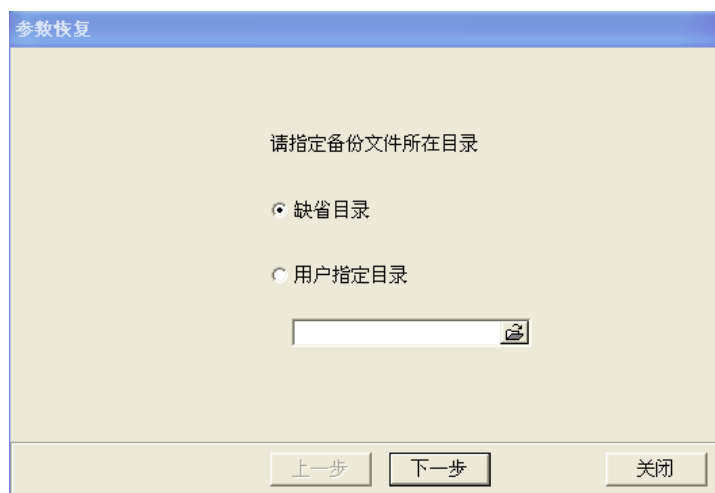 参数恢复
请指定备份文件所在目录
缺省目录
用户指定目录
上一步 下一步 关闭